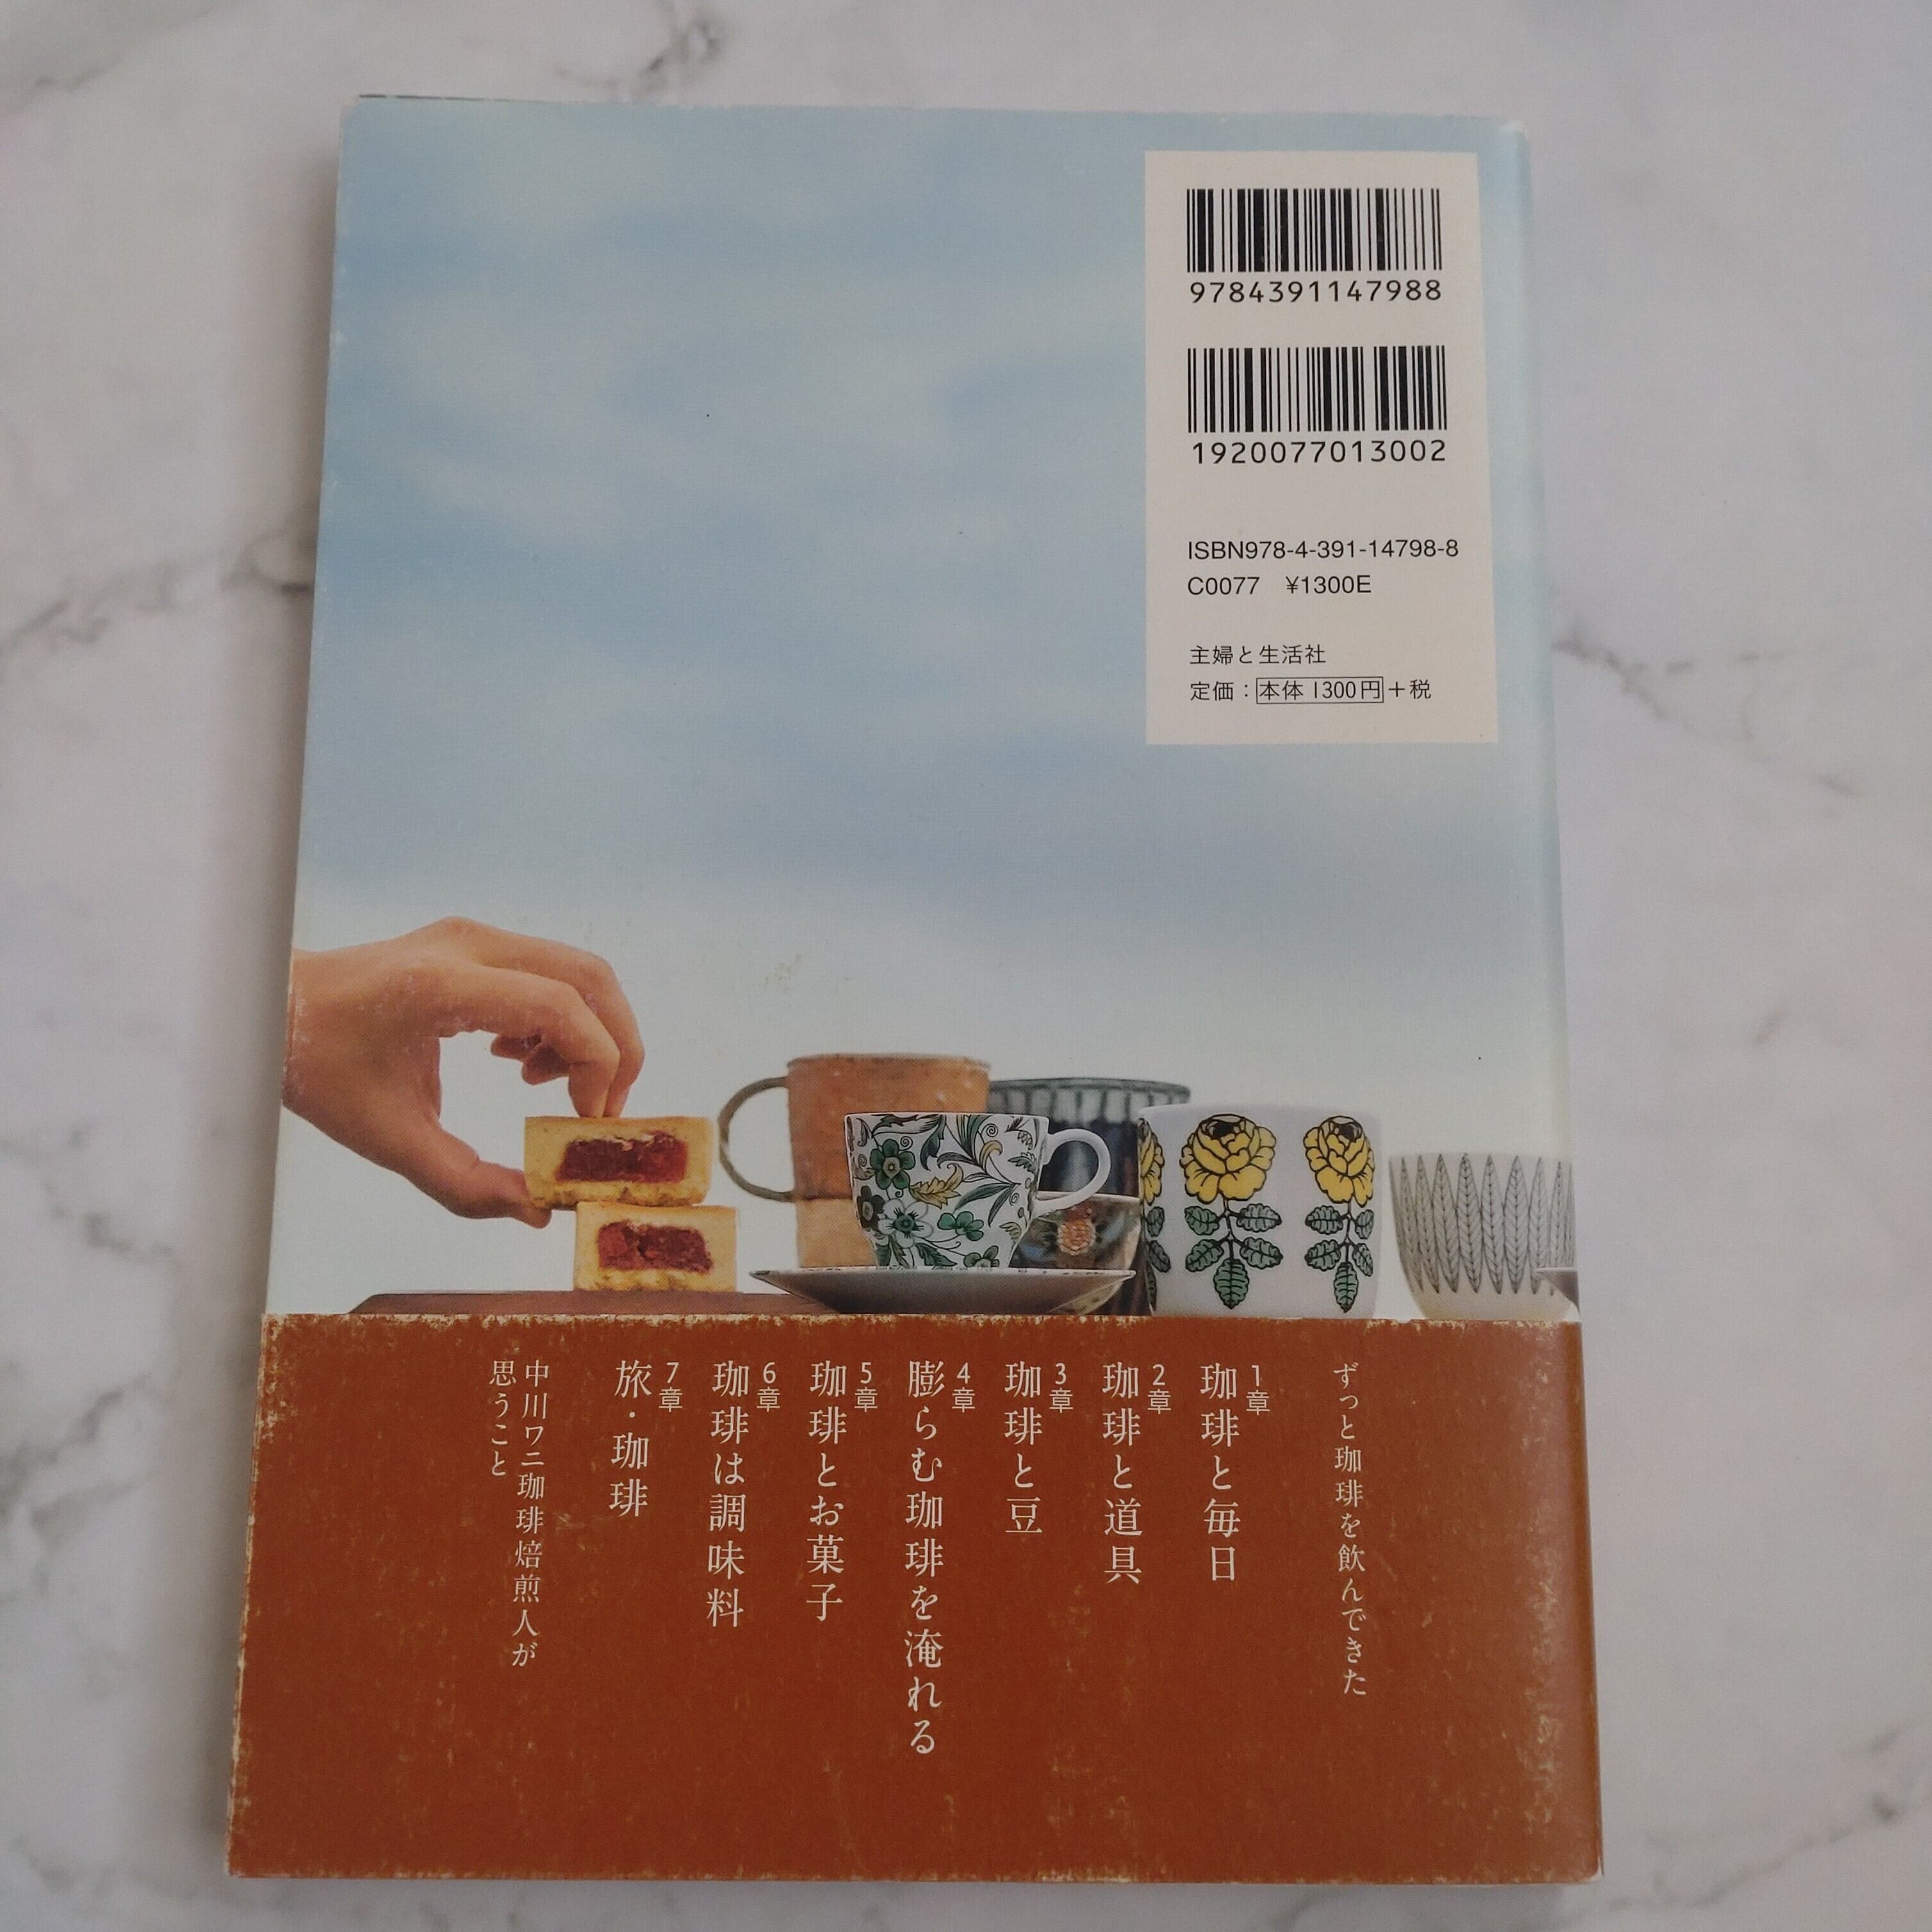 9784391147988
1920077013002
ISBN978-4-391-14798-8
C0077 ¥1300E
主婦と生活社
定価：本体1300円＋税
ずっと珈琲を飲んできた
1章
珈琲と毎日
2章
珈琲と道具
3章
珈琲と豆
4章
膨らむ珈琲を淹れる
5章
珈琲とお菓子
6章
珈琲は調味料
7章
旅・珈琲
中川ワニ珈琲焙煎人が
思うこと